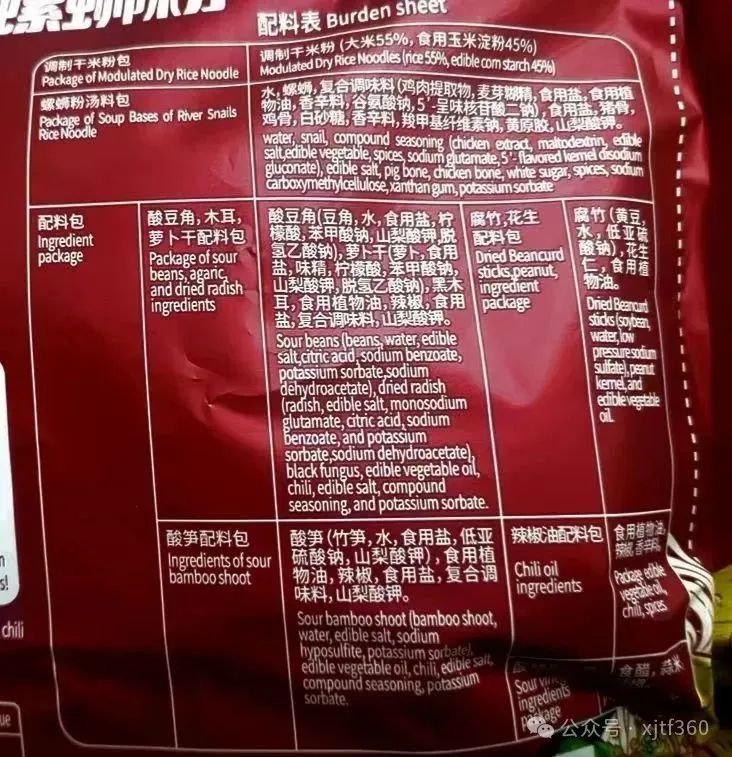 配料表 Burden sheet
调制干米粉包
Package of Modulated Dry Rice Noodle
调制干米粉 (大米55%, 食用玉米淀粉45%)
Modulated Dry Rice Noodles (rice 55%, edible corn starch 45%)
螺蛳粉汤料包
Package of Soup Bases of River Snails
Rice Noodle
水, 螺蛳, 复合调味料 (鸡肉提取物, 麦芽糊精, 食用盐, 食用植
物油, 香辛料, 谷氨酸钠, 5'-呈味核苷酸二钠), 食用盐, 猪骨,
鸡骨, 白砂糖, 香辛料, 羧甲基纤维素钠, 黄原胶, 山梨酸钾。
water, snail, compound seasoning (chicken extract, maltodextrin, edible
salt,edible vegetable, spices, sodium glutamate, 5'-flavored kernel disodium
gluconate), edible salt, pig bone, chicken bone, white sugar, spices, sodium
carboxymethylcellulose, xanthan gum, potassium sorbate
配料包
Ingredient
package
酸豆角, 木耳,
萝卜干配料包
Package of sour
beans, agaric,
and dried radish
ingredients
酸豆角(豆角, 水, 食用盐, 柠
檬酸, 苯甲酸钠, 山梨酸钾, 脱
氢乙酸钠), 萝卜干(萝卜, 食用
盐, 味精, 柠檬酸, 苯甲酸钠,
山梨酸钾, 脱氢乙酸钠), 黑木
耳, 食用植物油, 辣椒, 食用
盐, 复合调味料, 山梨酸钾。
Sour beans (beans, water, edible
salt,citric acid, sodium benzoate,
potassium sorbate,sodium
dehydroacetate), dried radish
(radish, edible salt, monosodium
glutamate, citric acid, sodium
benzoate, and potassium
sorbate,sodium dehydroacetate),
black fungus, edible vegetable oil,
chili, edible salt, compound
seasoning, and potassium sorbate.
腐竹, 花生
配料包
Dried Beancurd
sticks,peanut,
ingredient
package
腐竹 (黄豆,
水, 低亚硫
酸钠), 花生
仁, 食用植
物油。
Dried Beancurd
sticks (soybean,
water, low
pressure sodium
sulfate), peanut
kernel, and
edible vegetable
oil.
酸笋配料包
Ingredients of sour
bamboo shoot
酸笋 (竹笋, 水, 食用盐, 低亚
硫酸钠, 山梨酸钾), 食用植
物油, 辣椒, 食用盐, 复合调
味料, 山梨酸钾。
Sour bamboo shoot (bamboo shoot,
water, edible salt, sodium
hyposulfite, potassium sorbate),
edible vegetable oil, chili, edible salt,
compound seasoning, potassium
sorbate.
辣椒油配料包
Chili oil
ingredients
食用植物油,
辣椒, 香辛料
Package edible
vegetable oil,
chili, spices.
Sour
ingredients
食醋, 蒜米
chili
公众号 · xjtf360